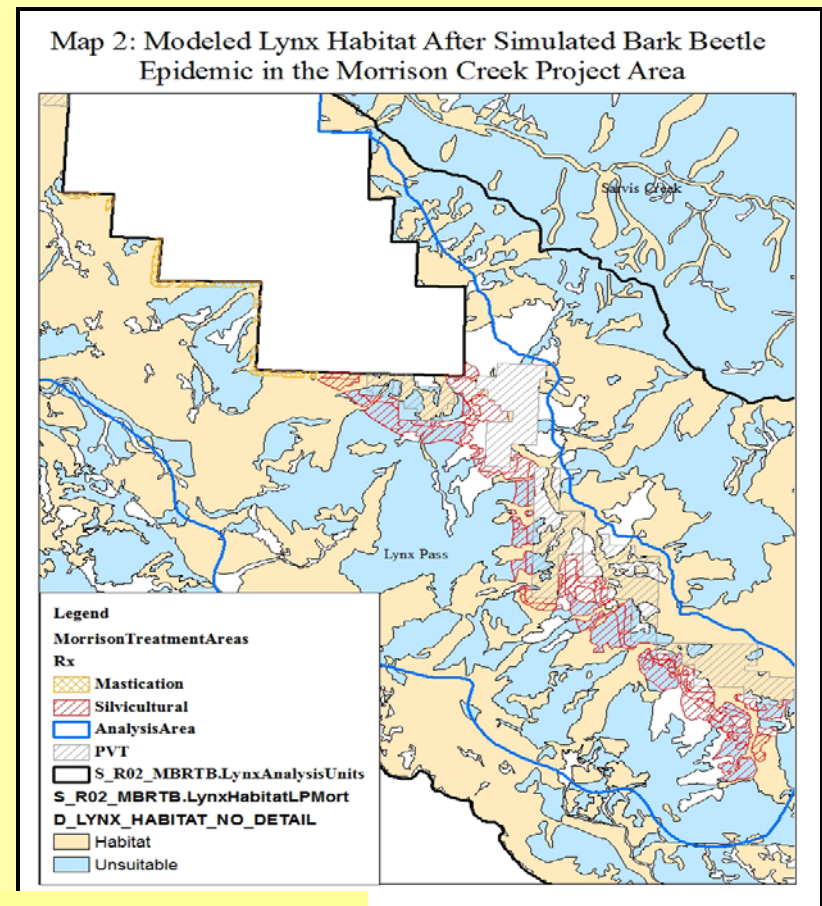 Map 2: Modeled Lynx Habitat After Simulated Bark Beetle
Epidemic in the Morrison Creek Project Area
Sarvis Creek
Lynx Pass
Legend
MorrisonTreatmentAreas
Rx
Mastication
Silvicultural
AnalysisArea
PVT
S_R02_MBRTB.LynxAnalysisUnits
S_R02_MBRTB.LynxHabitatLPMort
D_LYNX_HABITAT_NO_DETAIL
Habitat
Unsuitable